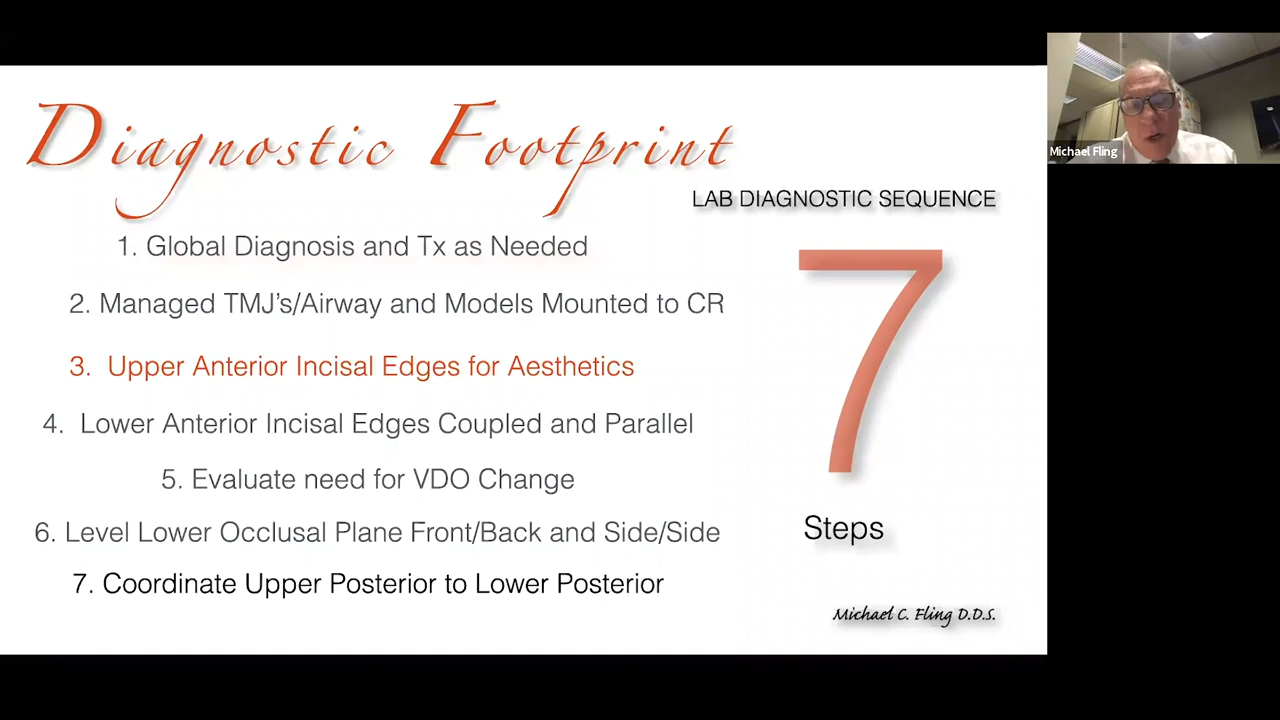 Diagnostic Footprint
LAB DIAGNOSTIC SEQUENCE
1. Global Diagnosis and Tx as Needed
2. Managed TMJ's/Airway and Models Mounted to CR
3. Upper Anterior Incisal Edges for Aesthetics
4. Lower Anterior Incisal Edges Coupled and Parallel
5. Evaluate need for VDO Change
6. Level Lower Occlusal Plane Front/Back and Side/Side
7. Coordinate Upper Posterior to Lower Posterior
7
Steps
Michael C. Fling D.D.S.
Michael Fling